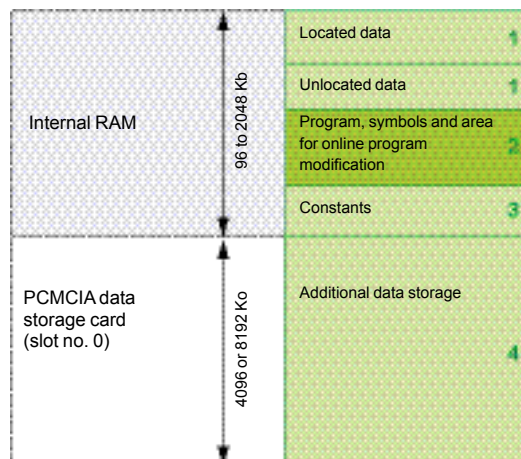 Located data 1
Unlocated data 1
Internal RAM
96 to 2048 Kb
Program, symbols and area
for online program
modification
2
Constants 3
PCMCIA data
storage card
(slot no. 0)
4096 or 8192 Ko
Additional data storage
4